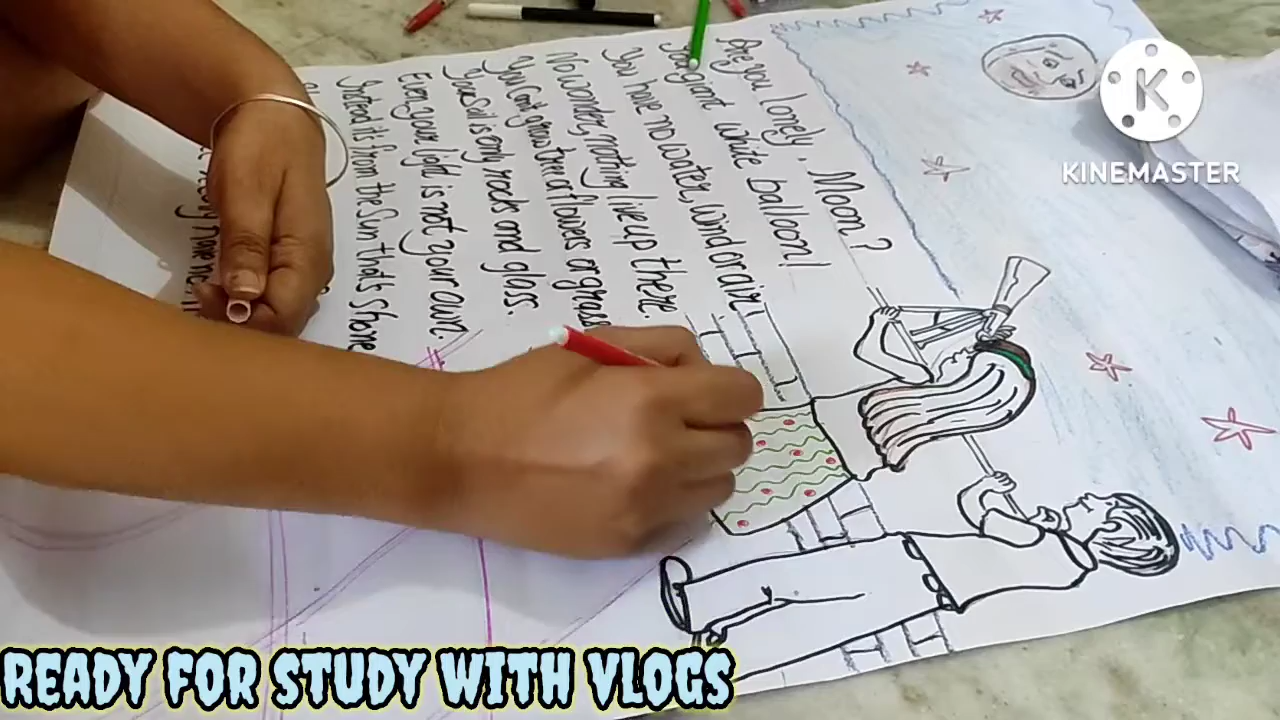 Are you lonely, Moon?
You giant white balloon!
You have no water, wind or air,
No wonder, nothing live up there.
You can't grow tree or flowers or grass
Your soil is only rocks and glass.
Even your light is not your own.
Instead it from the Sun that's Shone
KINEMASTER
READY FOR STUDY WITH VLOGS